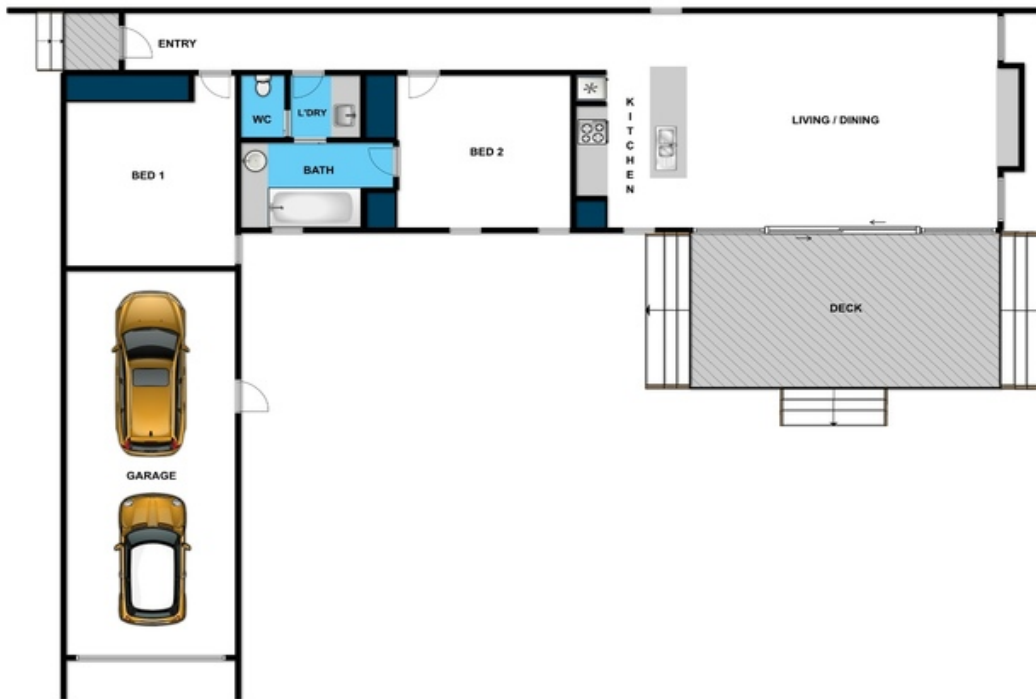 ENTRY
WC
L'DRY
BED 1
BATH
BED 2
KITCHEN
LIVING / DINING
DECK
GARAGE